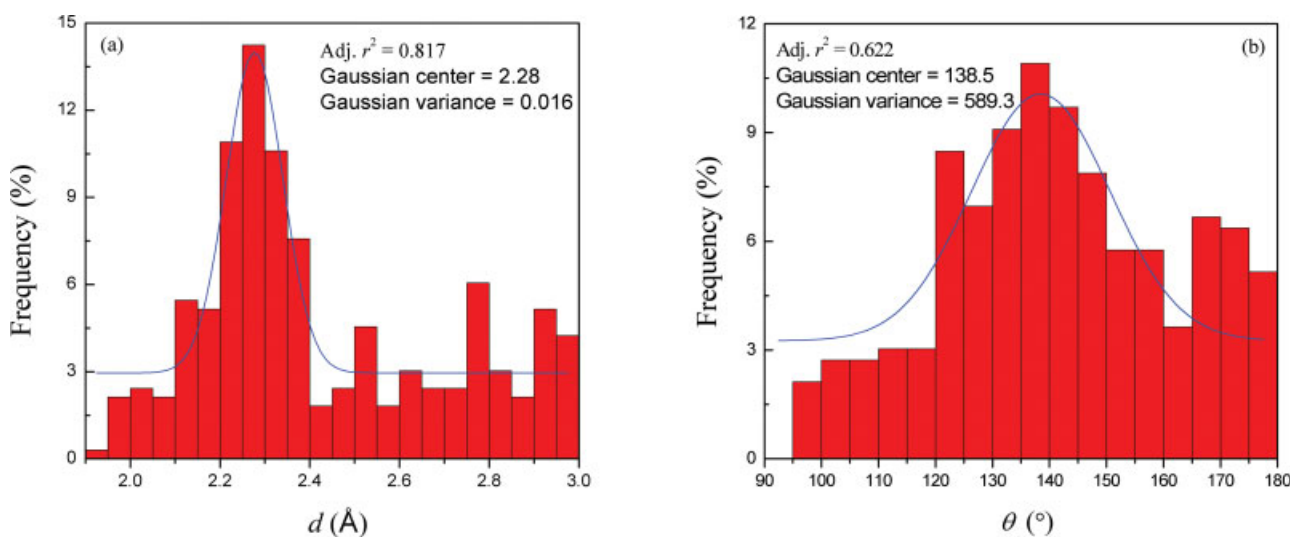 (a)
Adj. r² = 0.817
Gaussian center = 2.28
Gaussian variance = 0.016
15
12
9
6
3
0
Frequency (%)
2.0 2.2 2.4 2.6 2.8 3.0
d (Å)
(b)
Adj. r² = 0.622
Gaussian center = 138.5
Gaussian variance = 589.3
12
9
6
3
0
Frequency (%)
90 100 110 120 130 140 150 160 170 180
θ (°)